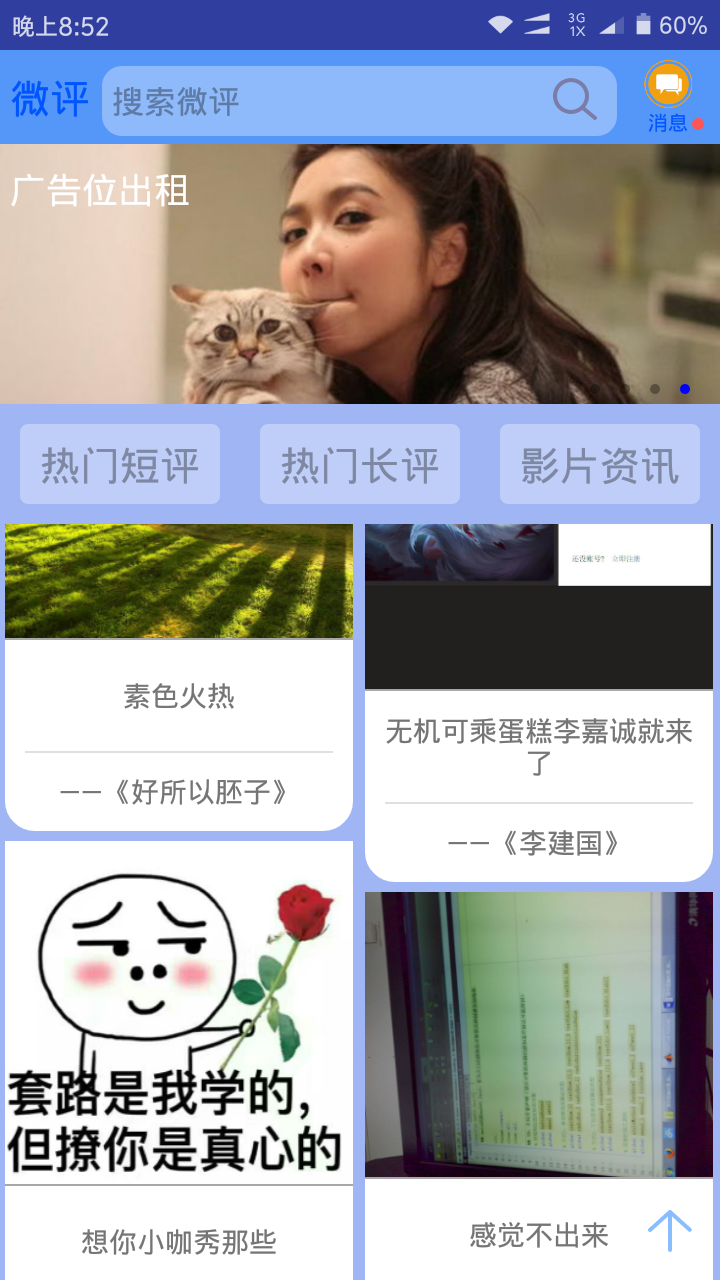 晚上8:52
3G
1X
60%
微评
搜索微评
消息
广告位出租
热门短评
热门长评
影片资讯
还没账号? 立即注册
素色火热
——《好所以胚子》
无机可乘蛋糕李嘉诚就来
了
——《李建国》
套路是我学的，
但撩你是真心的
想你小咖秀那些
感觉不出来